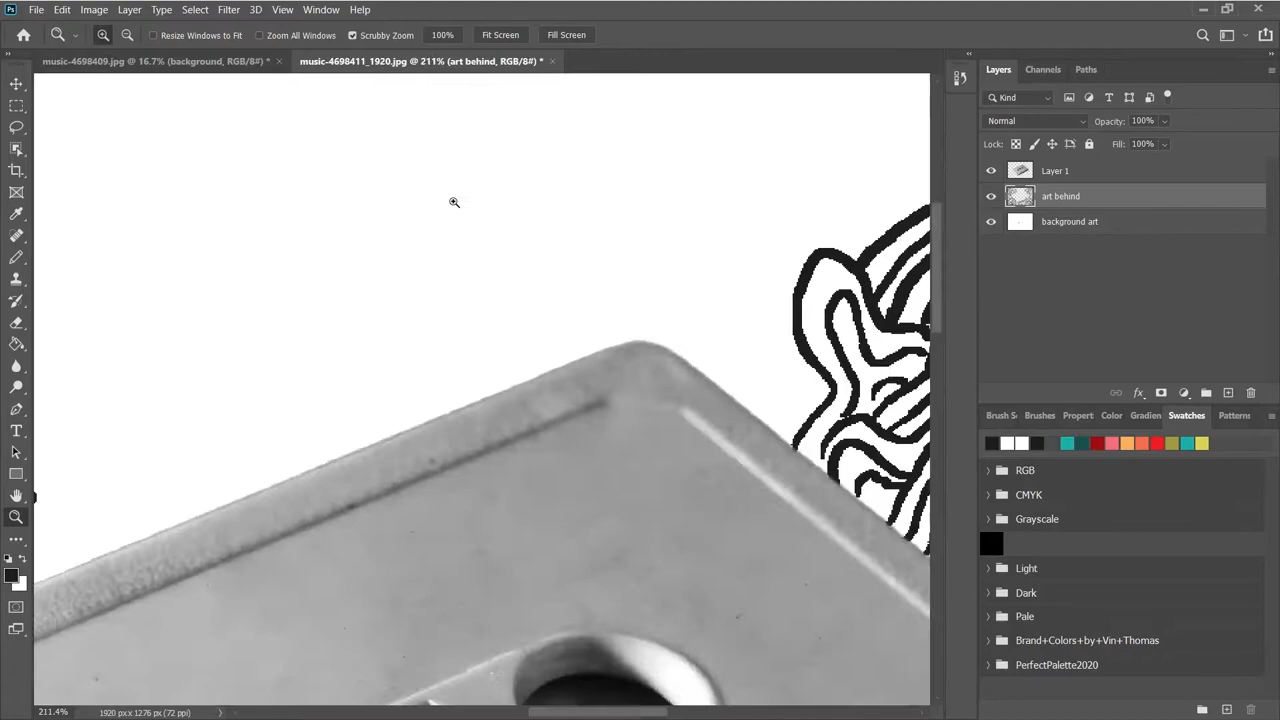 Ps File Edit Image Layer Type Select Filter 3D View Window Help
Resize Windows to Fit All Windows Scrubby Zoom 100% Fit Screen Fill Screen
music-4698409.jpg @ 16.7% (background, RGB/8#) * × music-4698411_1920.jpg @ 211% (art behind, RGB/8#) * ×
Layers Channels Paths
Kind
Normal Opacity: 100%
Lock: Fill: 100%
Layer 1
art behind
background art
Brush S Brushes Propert Color Gradien Swatches Patterns
RGB
CMYK
Grayscale
Light
Dark
Pale
Brand+Colors+by+Vin+Thomas
PerfectPalette2020
211.4% 1920 px x 1276 px (72 ppi)